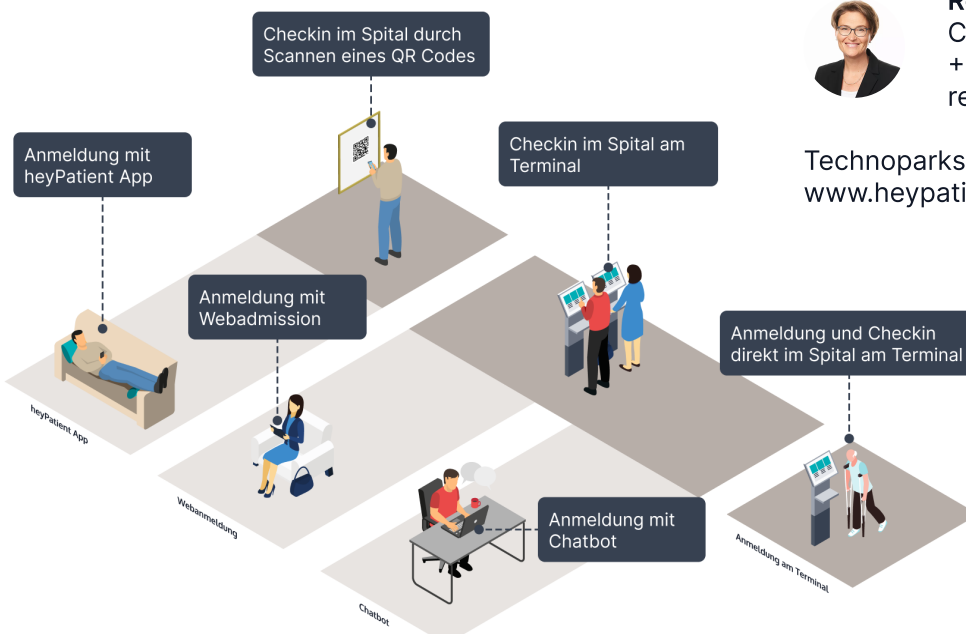 Checkin im Spital durch
Scannen eines QR Codes
R
C
+
re
Technoparks
www.heypati
Anmeldung mit
heyPatient App
Checkin im Spital am
Terminal
Anmeldung mit
Webadmission
Anmeldung und Checkin
direkt im Spital am Terminal
heyPatient App
Webanmeldung
Anmeldung mit
Chatbot
Anmeldung am Terminal
Chatbot